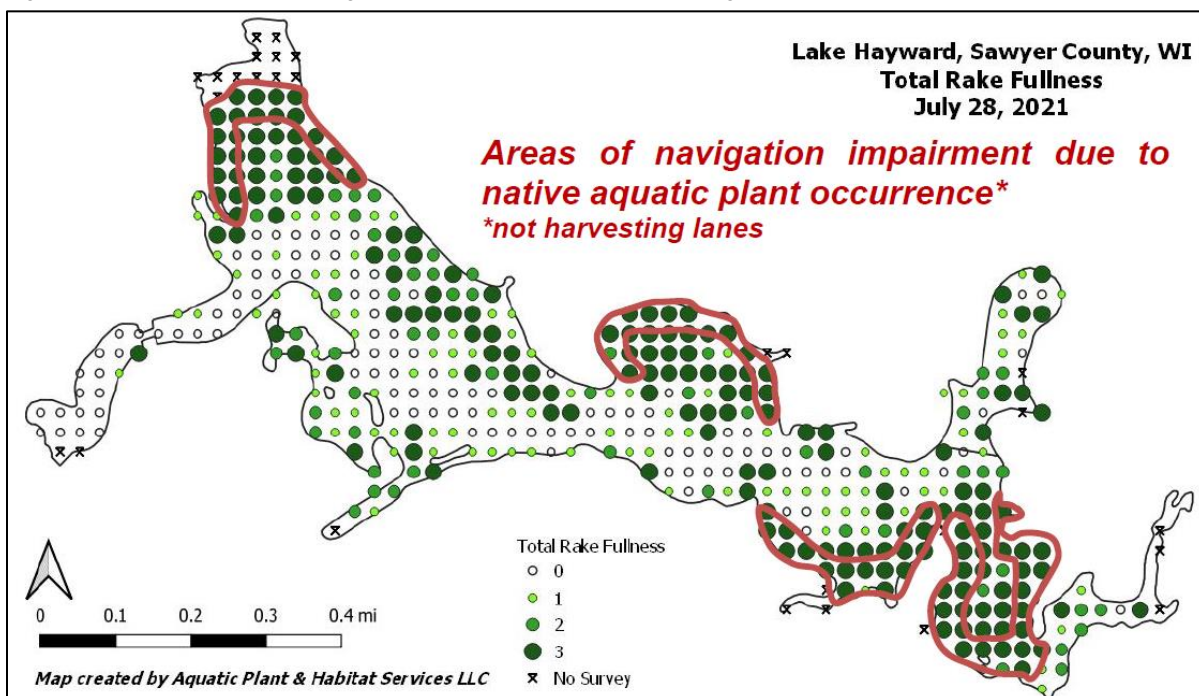 Lake Hayward, Sawyer County, WI
Total Rake Fullness
July 28, 2021
Areas of navigation impairment due to
native aquatic plant occurrence*
*not harvesting lanes
Total Rake Fullness
0
1
2
3
No Survey
0 0.1 0.2 0.3 0.4 mi
Map created by Aquatic Plant & Habitat Services LLC